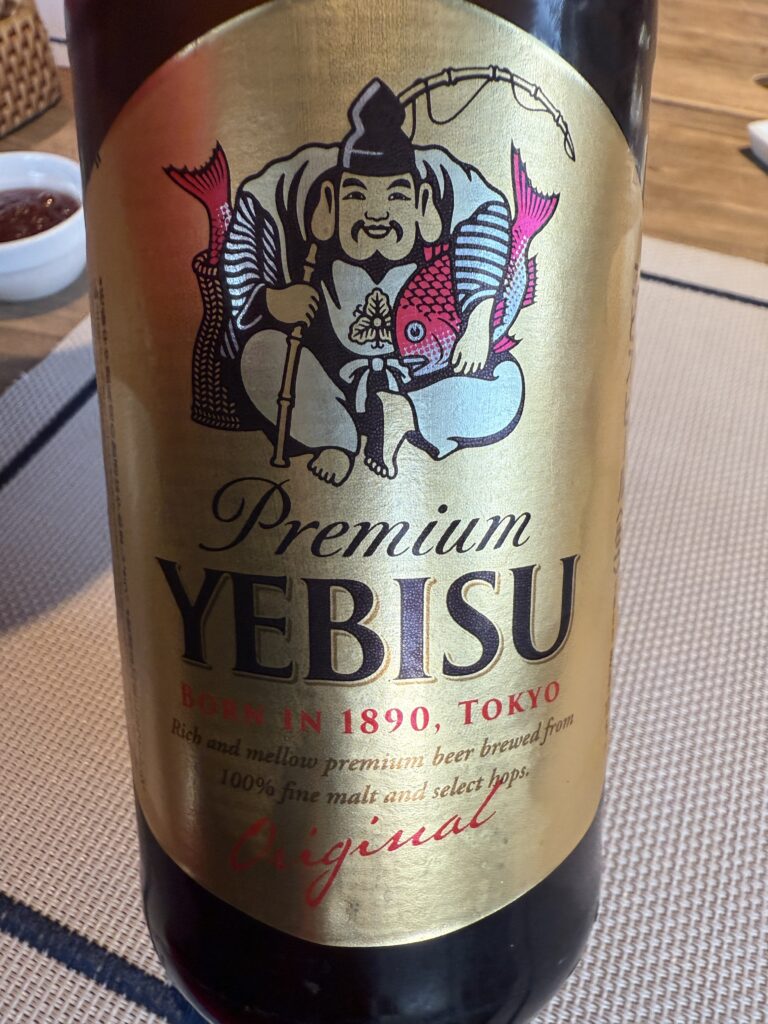 Premium
YEBISU
BORN IN 1890, TOKYO
Rich and mellow premium beer brewed from
100% fine malt and select hops.
Original